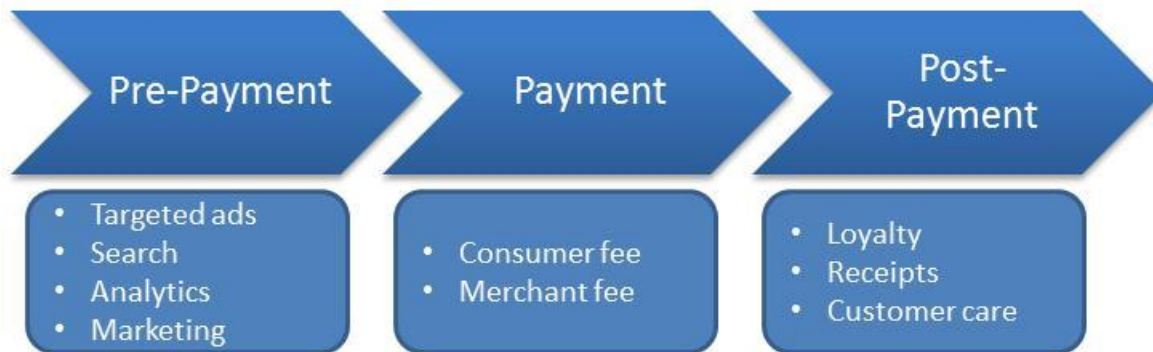 Pre-Payment
Payment
Post-
Payment
• Targeted ads
• Search
• Analytics
• Marketing
• Consumer fee
• Merchant fee
• Loyalty
• Receipts
• Customer care